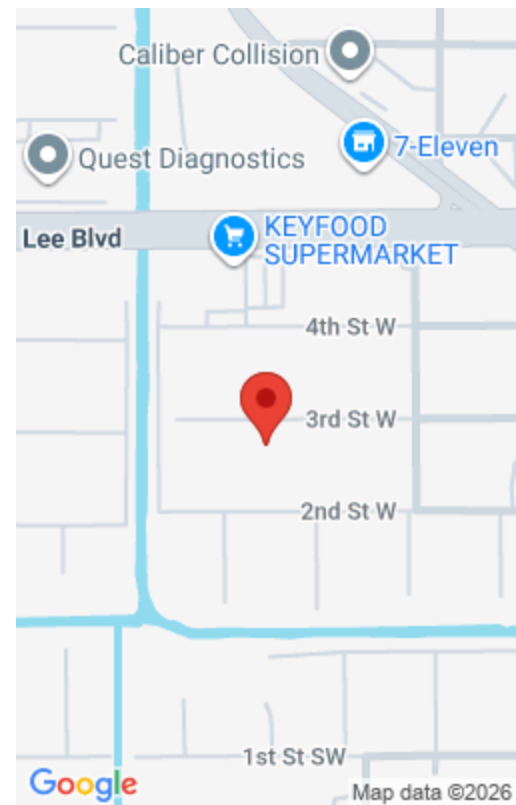 Caliber Collision
7-Eleven
Quest Diagnostics
Lee Blvd
KEYFOOD
SUPERMARKET
4th St W
3rd St W
2nd St W
1st St SW
Google
Map data ©2026